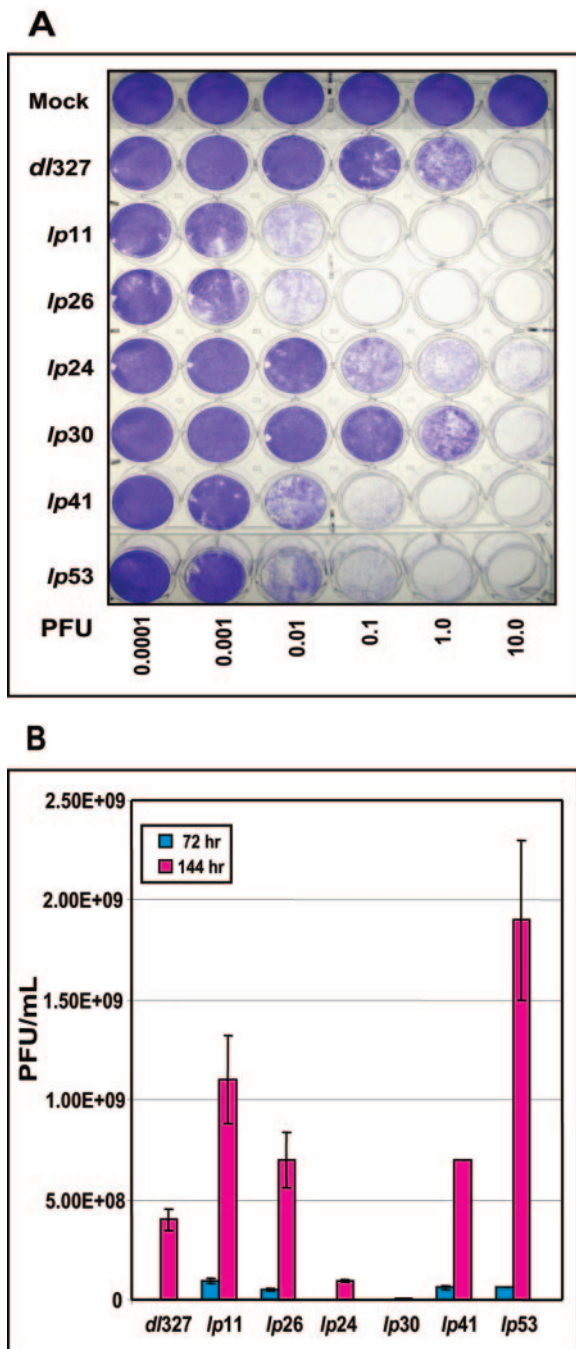 A
Mock
dl327
lp11
lp26
lp24
lp30
lp41
lp53
PFU
0.0001
0.001
0.01
0.1
1.0
10.0
B
2.50E+09
2.00E+09
1.50E+09
1.00E+09
5.00E+08
0
PFU/mL
72 hr
144 hr
dl327
lp11
lp26
lp24
lp30
lp41
lp53